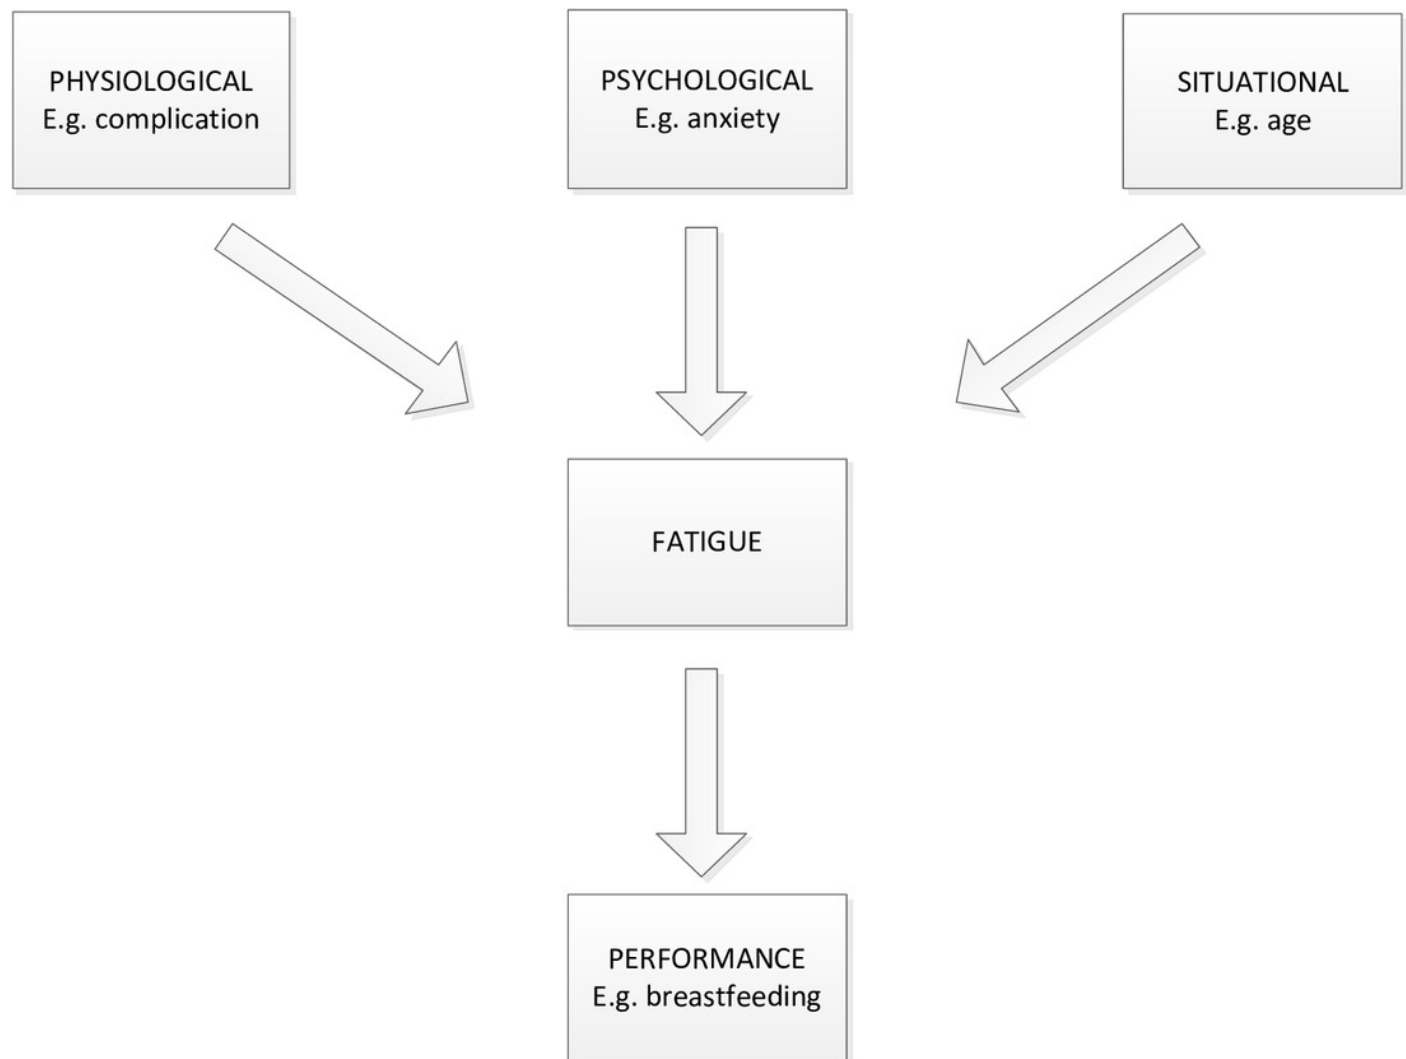 PHYSIOLOGICAL
E.g. complication
PSYCHOLOGICAL
E.g. anxiety
SITUATIONAL
E.g. age
FATIGUE
PERFORMANCE
E.g. breastfeeding